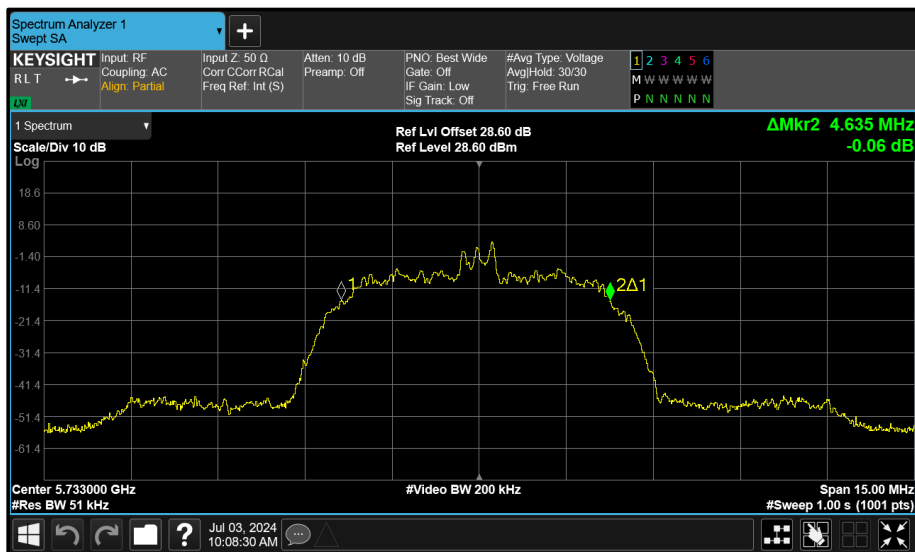 Spectrum Analyzer 1
Swept SA
KEYSIGHT
R L T
LXI
Input: RF
Coupling: AC
Align: Partial
Input Z: 50 Ω
Corr CCorr RCal
Freq Ref: Int (S)
Atten: 10 dB
Preamp: Off
PNO: Best Wide
Gate: Off
IF Gain: Low
Sig Track: Off
#Avg Type: Voltage
Avg|Hold: 30/30
Trig: Free Run
1 2 3 4 5 6
M W W W W W
P N N N N N
1 Spectrum
Scale/Div 10 dB
Ref Lvl Offset 28.60 dB
Ref Level 28.60 dBm
ΔMkr2 4.635 MHz
-0.06 dB
Log
18.6
8.60
-1.40
-11.4
-21.4
-31.4
-41.4
-51.4
-61.4
1
2Δ1
Center 5.733000 GHz
#Video BW 200 kHz
Span 15.00 MHz
#Res BW 51 kHz
#Sweep 1.00 s (1001 pts)
Jul 03, 2024
10:08:30 AM